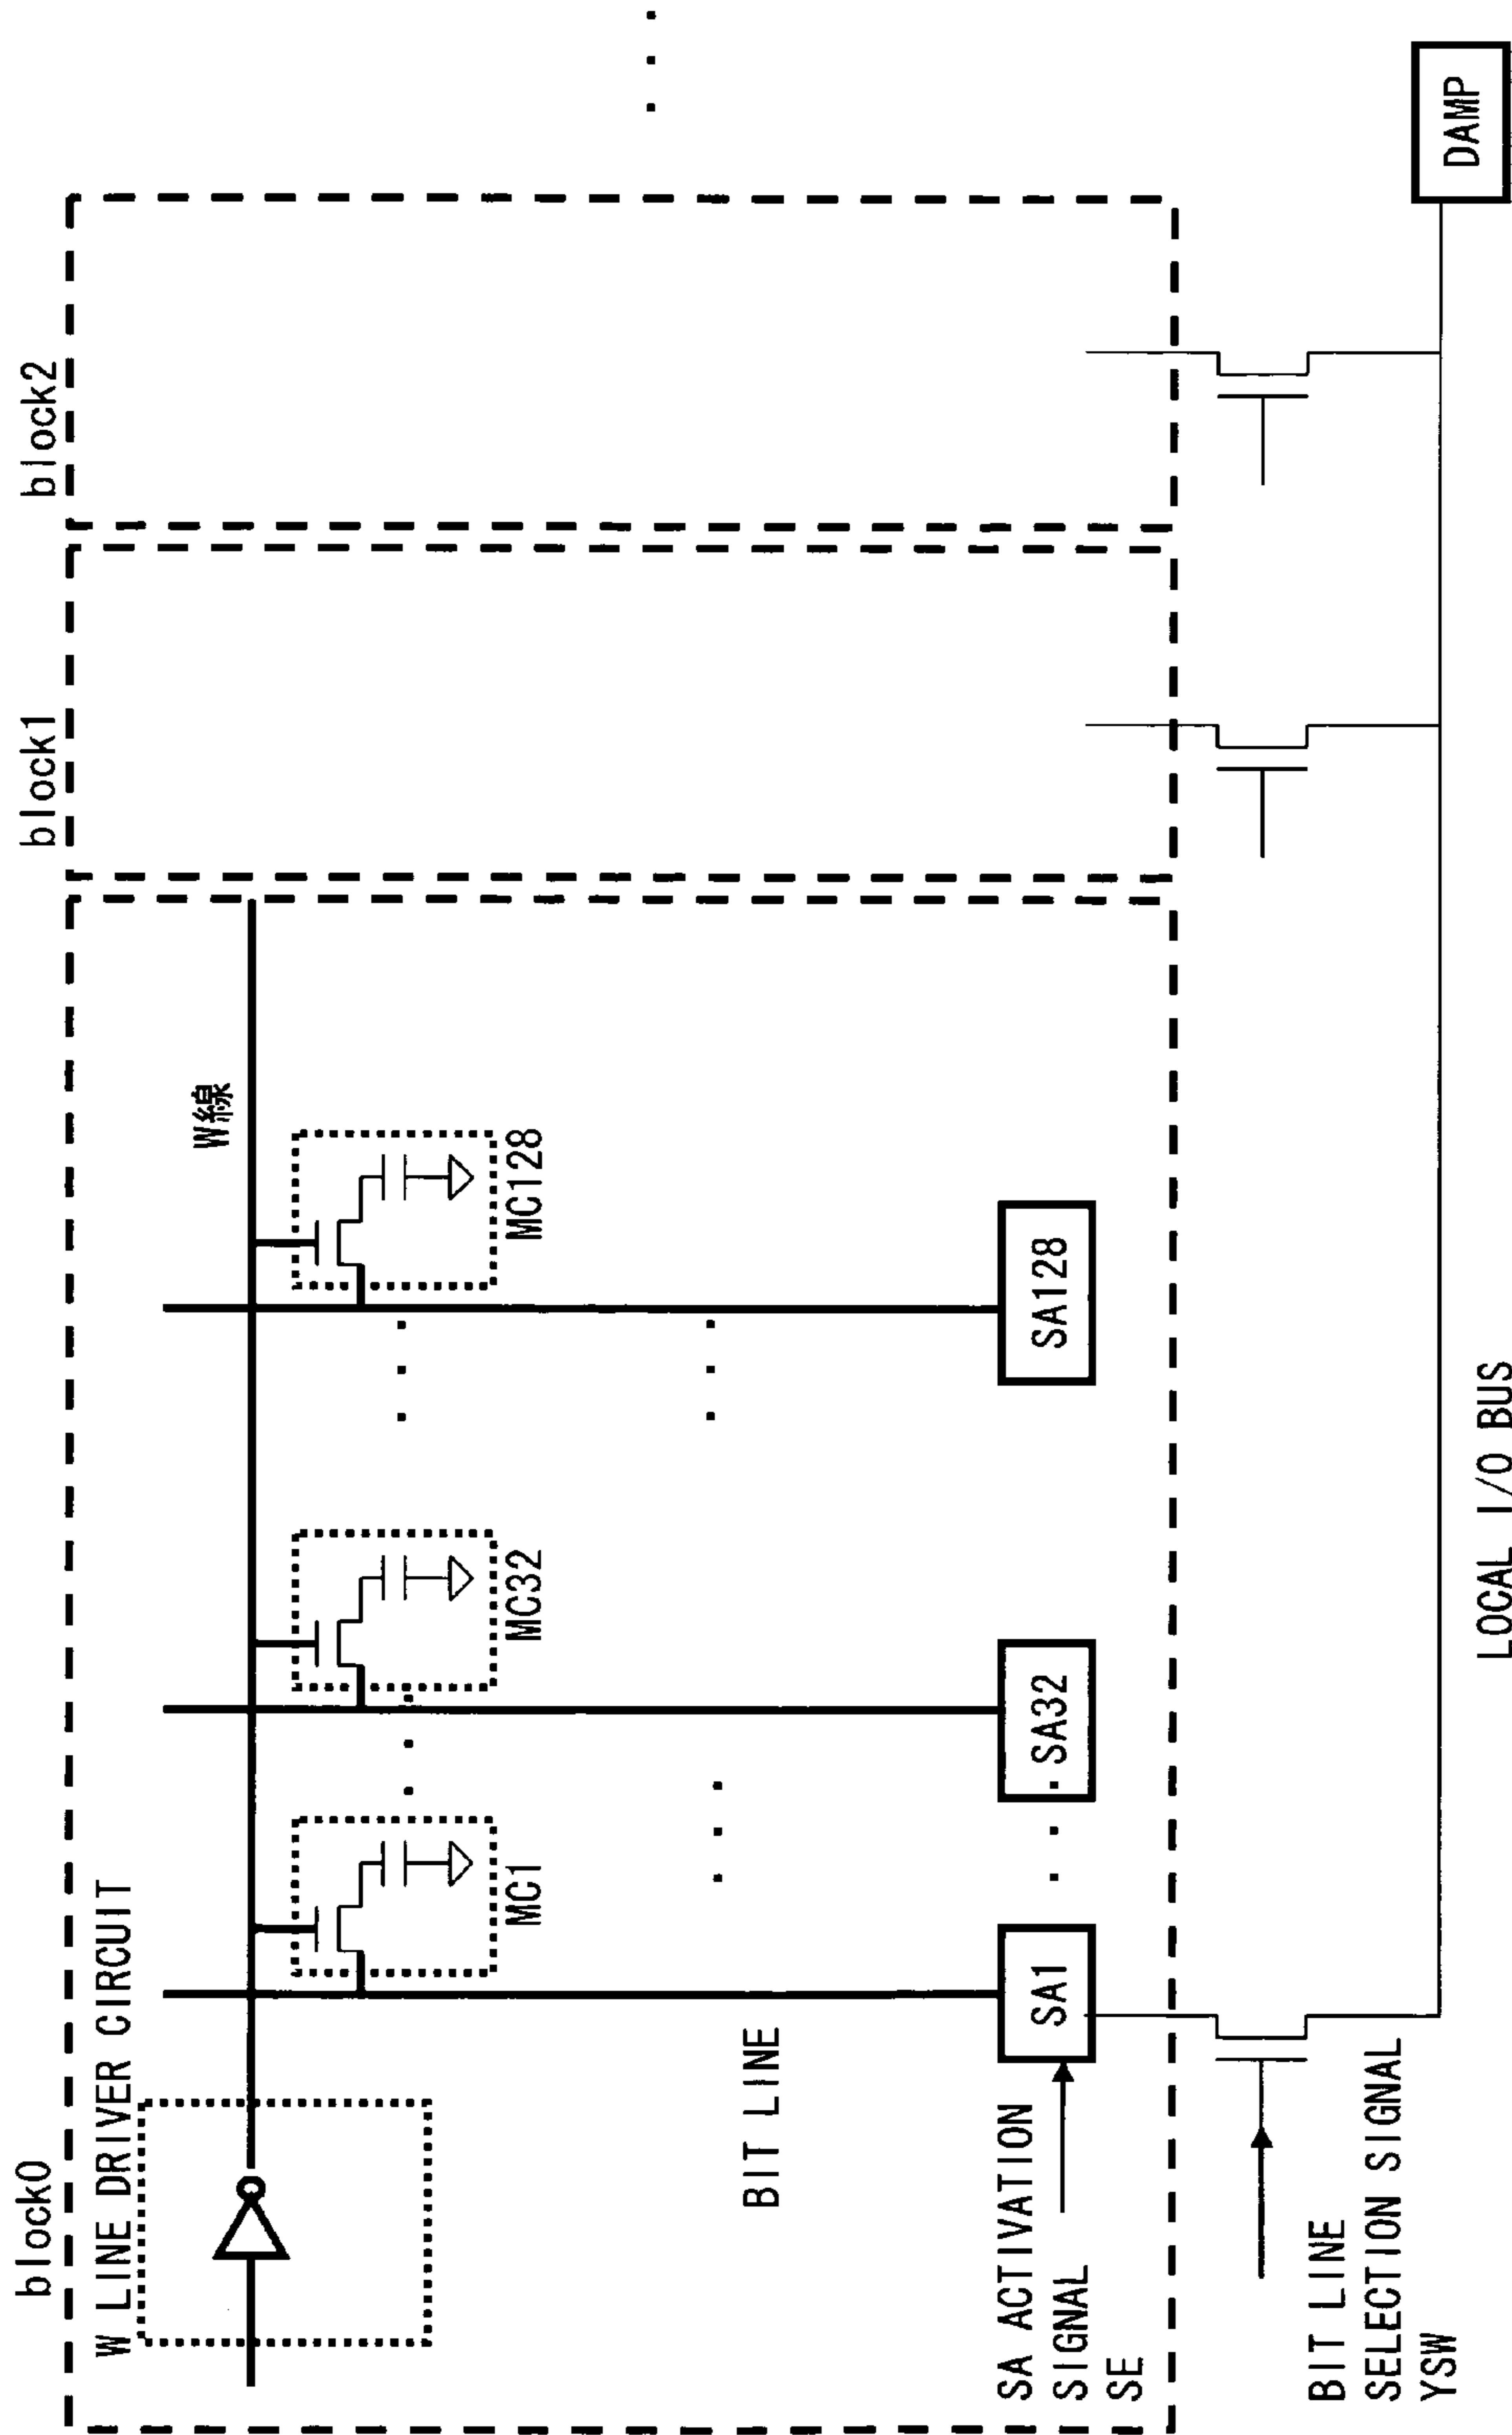 block0
block1
block2
W LINE DRIVER CIRCUIT
W線
MC1
MC32
MC128
BIT LINE
SA ACTIVATION
SIGNAL
SE
SA1
SA32
SA128
BIT LINE
SELECTION SIGNAL
YSW
LOCAL I/O BUS
DAMP